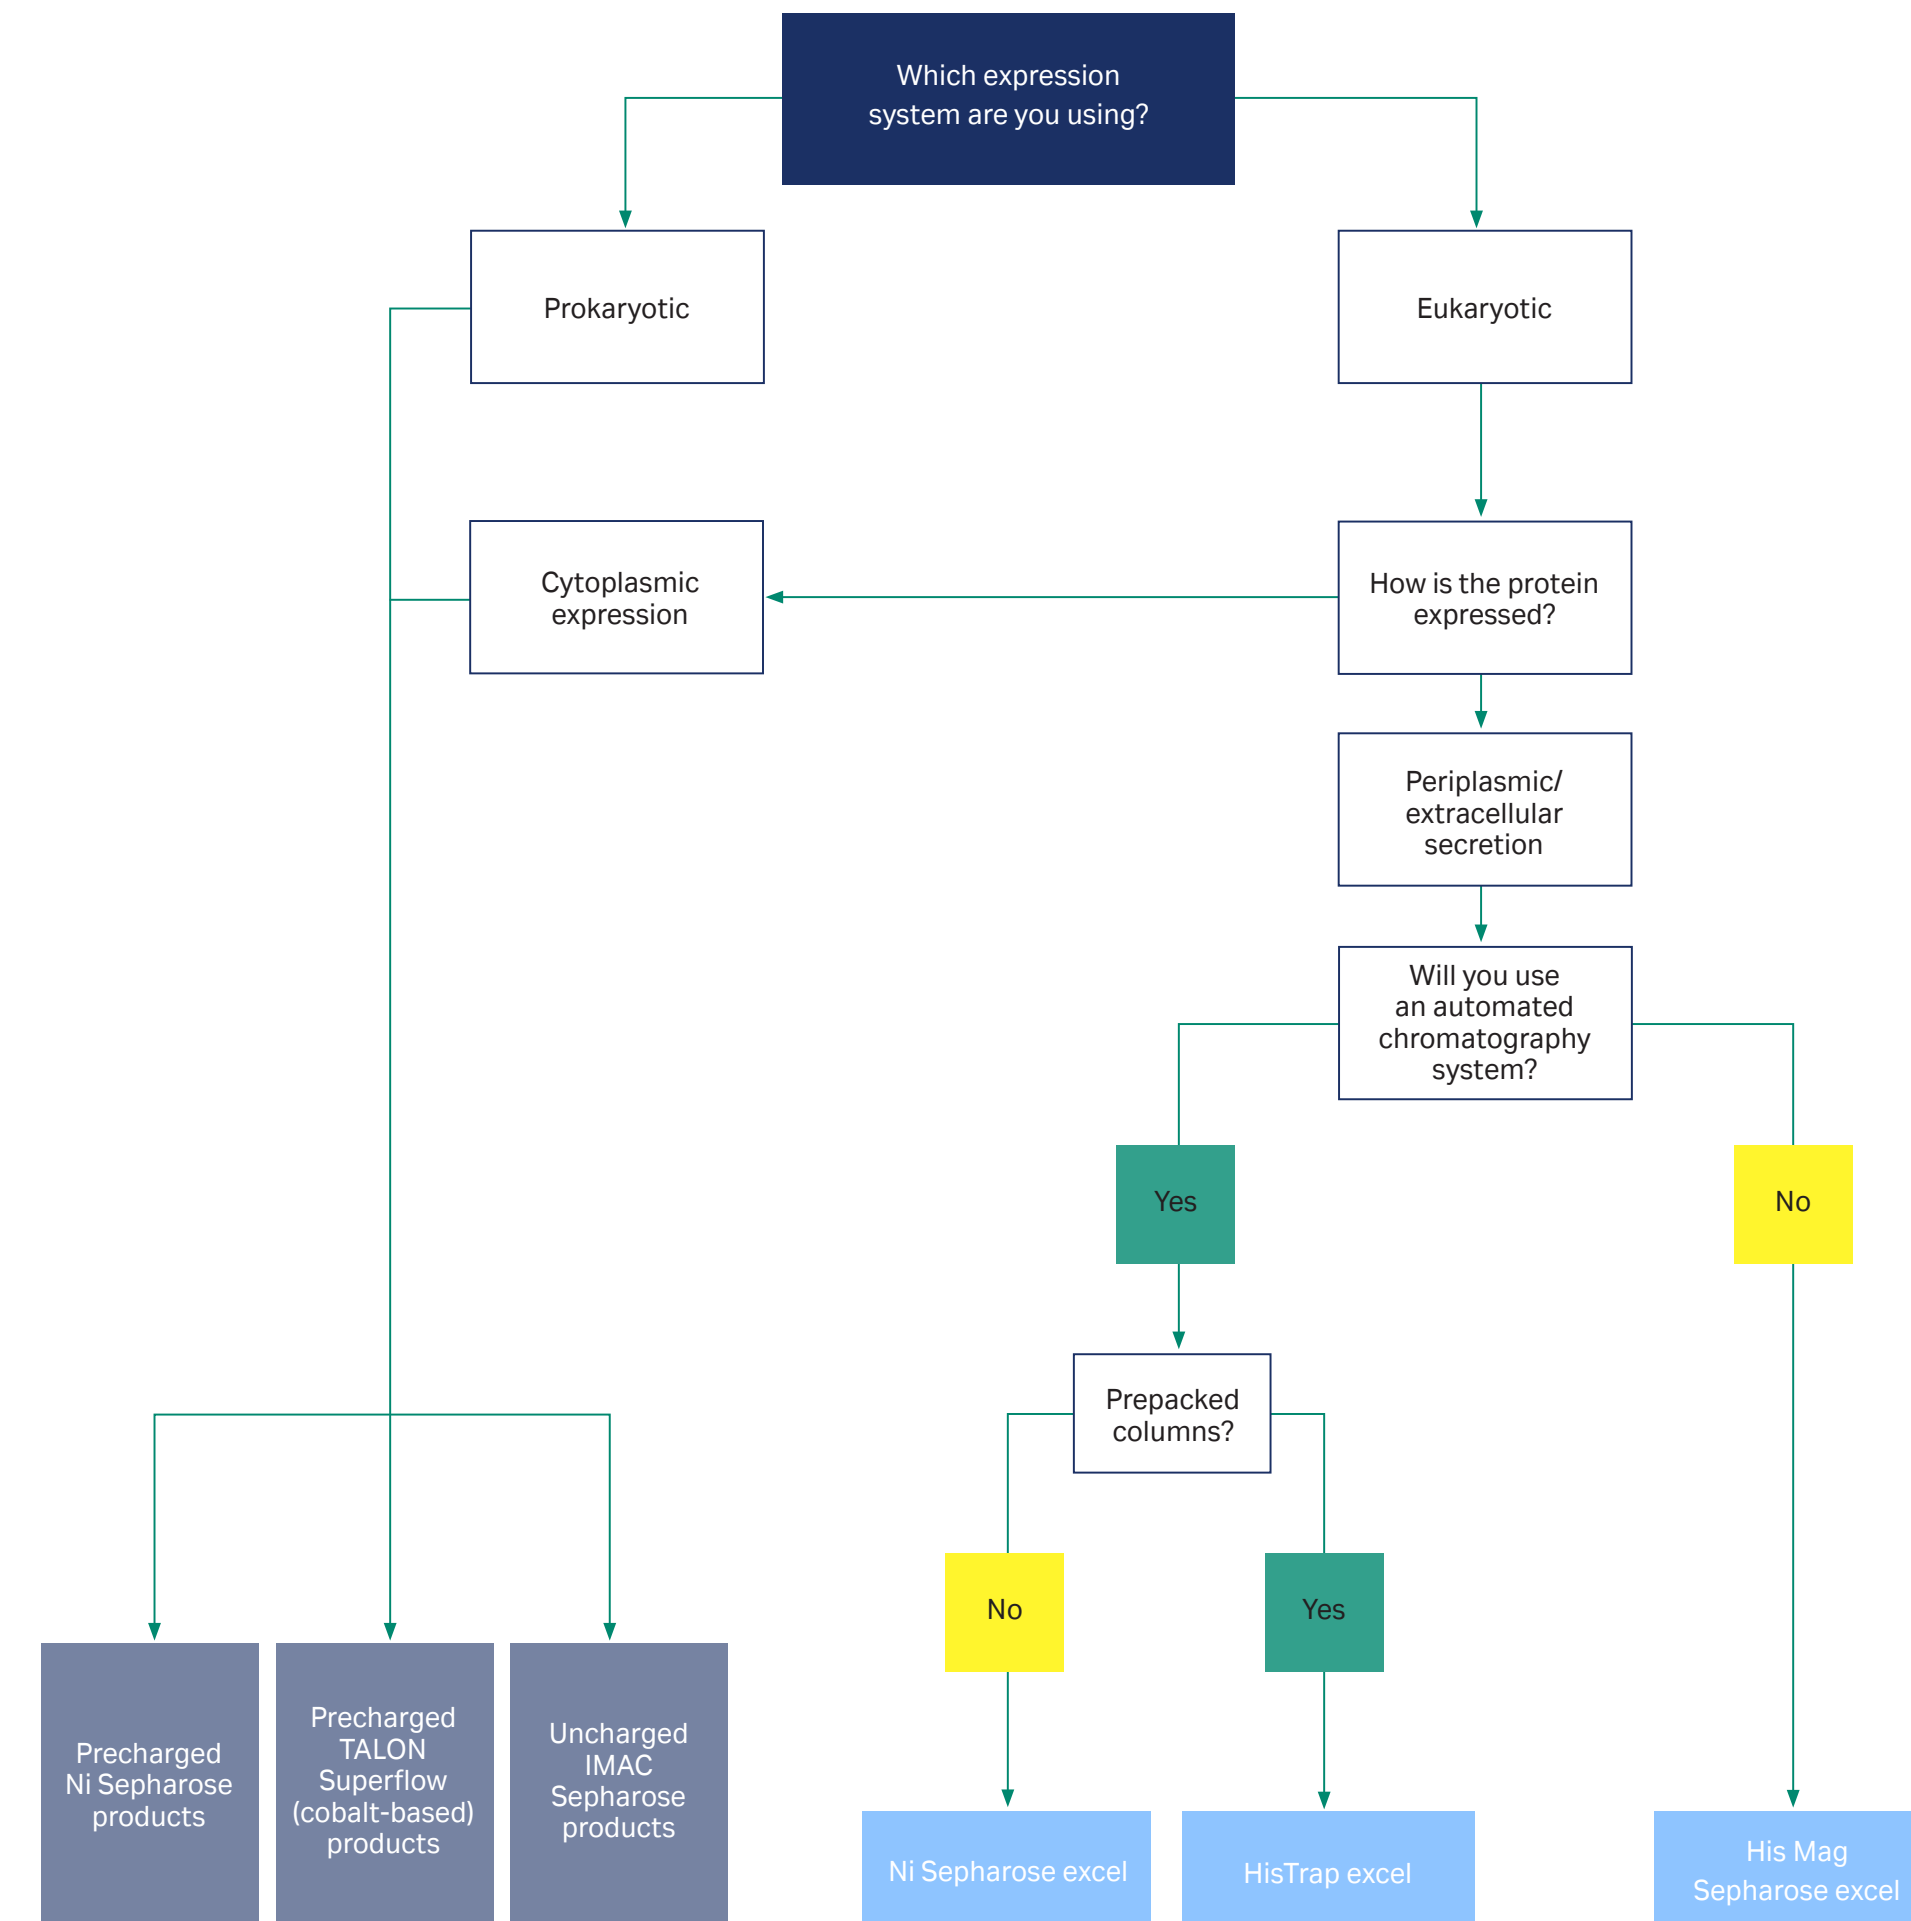 Which expression
system are you using?
Prokaryotic
Eukaryotic
Cytoplasmic
expression
How is the protein
expressed?
Periplasmic/
extracellular
secretion
Will you use
an automated
chromatography
system?
Yes
No
Prepacked
columns?
No
Yes
Precharged
Ni Sepharose
products
Precharged
TALON
Superflow
(cobalt-based)
products
Uncharged
IMAC
Sepharose
products
Ni Sepharose excel
HisTrap excel
His Mag
Sepharose excel